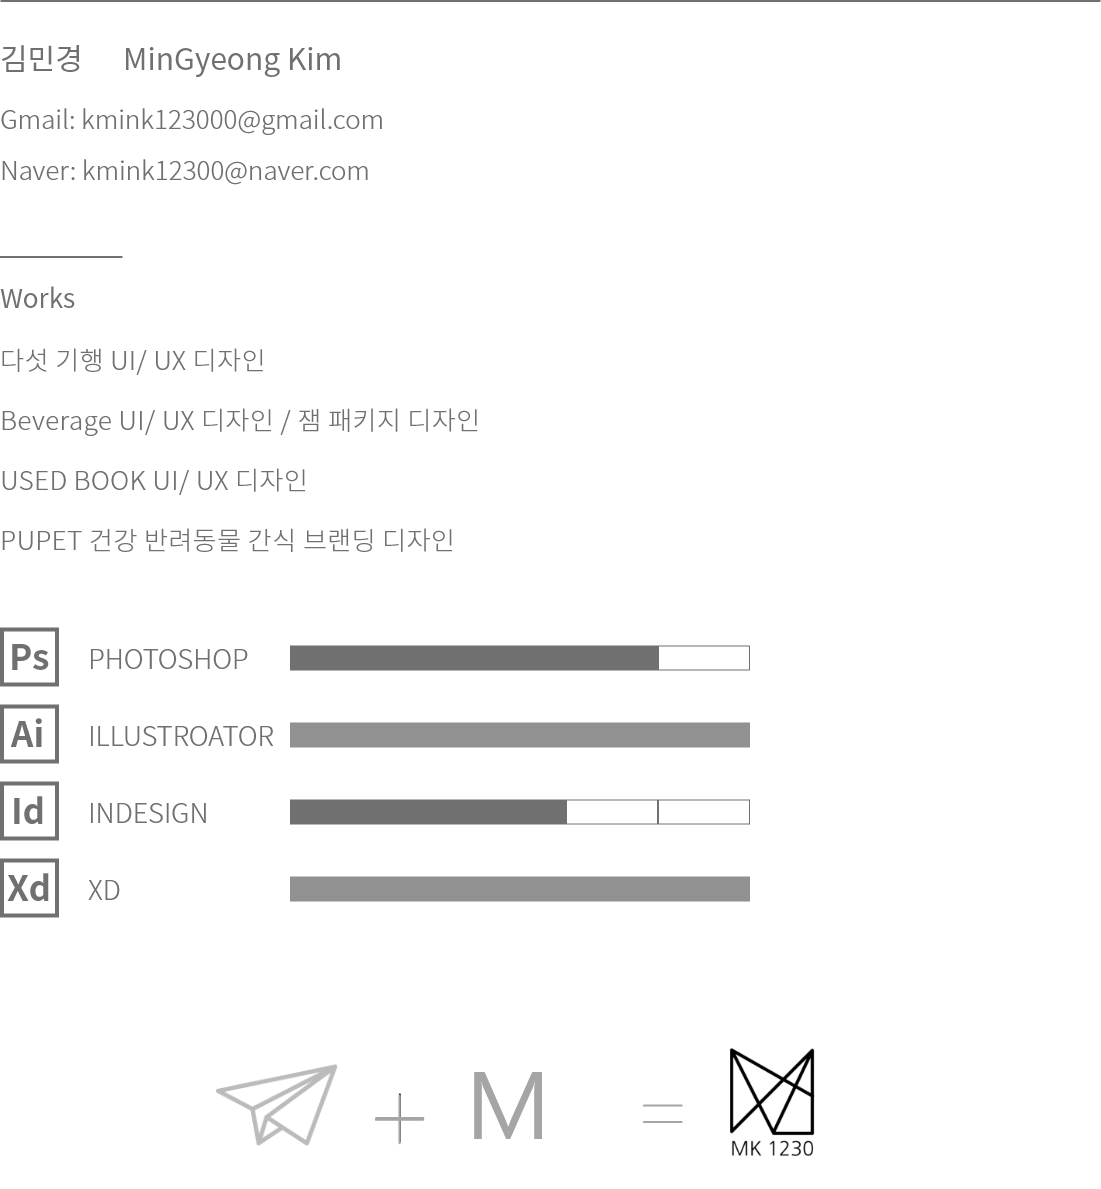 김민경 MinGyeong Kim
Gmail: kmink123000@gmail.com
Naver: kmink12300@naver.com
Works
다섯 기행 UI/ UX 디자인
Beverage UI/ UX 디자인 / 잼 패키지 디자인
USED BOOK UI/ UX 디자인
PUPET 건강 반려동물 간식 브랜딩 디자인
Ps PHOTOSHOP
Ai ILLUSTROATOR
Id INDESIGN
Xd XD
+ M =
MK 1230